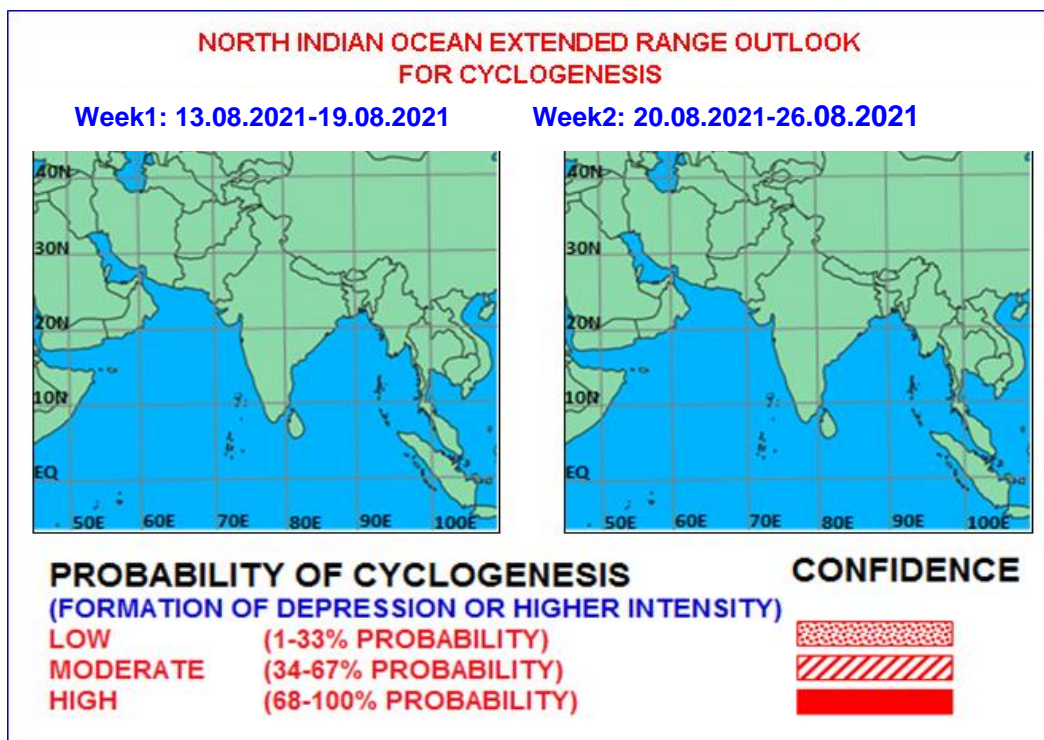 NORTH INDIAN OCEAN EXTENDED RANGE OUTLOOK
FOR CYCLOGENESIS
Week1: 13.08.2021-19.08.2021
Week2: 20.08.2021-26.08.2021
40N
30N
20N
10N
EQ
50E 60E 70E 80E 90E 100E
40N
30N
20N
10N
EQ
50E 60E 70E 80E 90E 100E
PROBABILITY OF CYCLOGENESIS CONFIDENCE
(FORMATION OF DEPRESSION OR HIGHER INTENSITY)
LOW (1-33% PROBABILITY)
MODERATE (34-67% PROBABILITY)
HIGH (68-100% PROBABILITY)